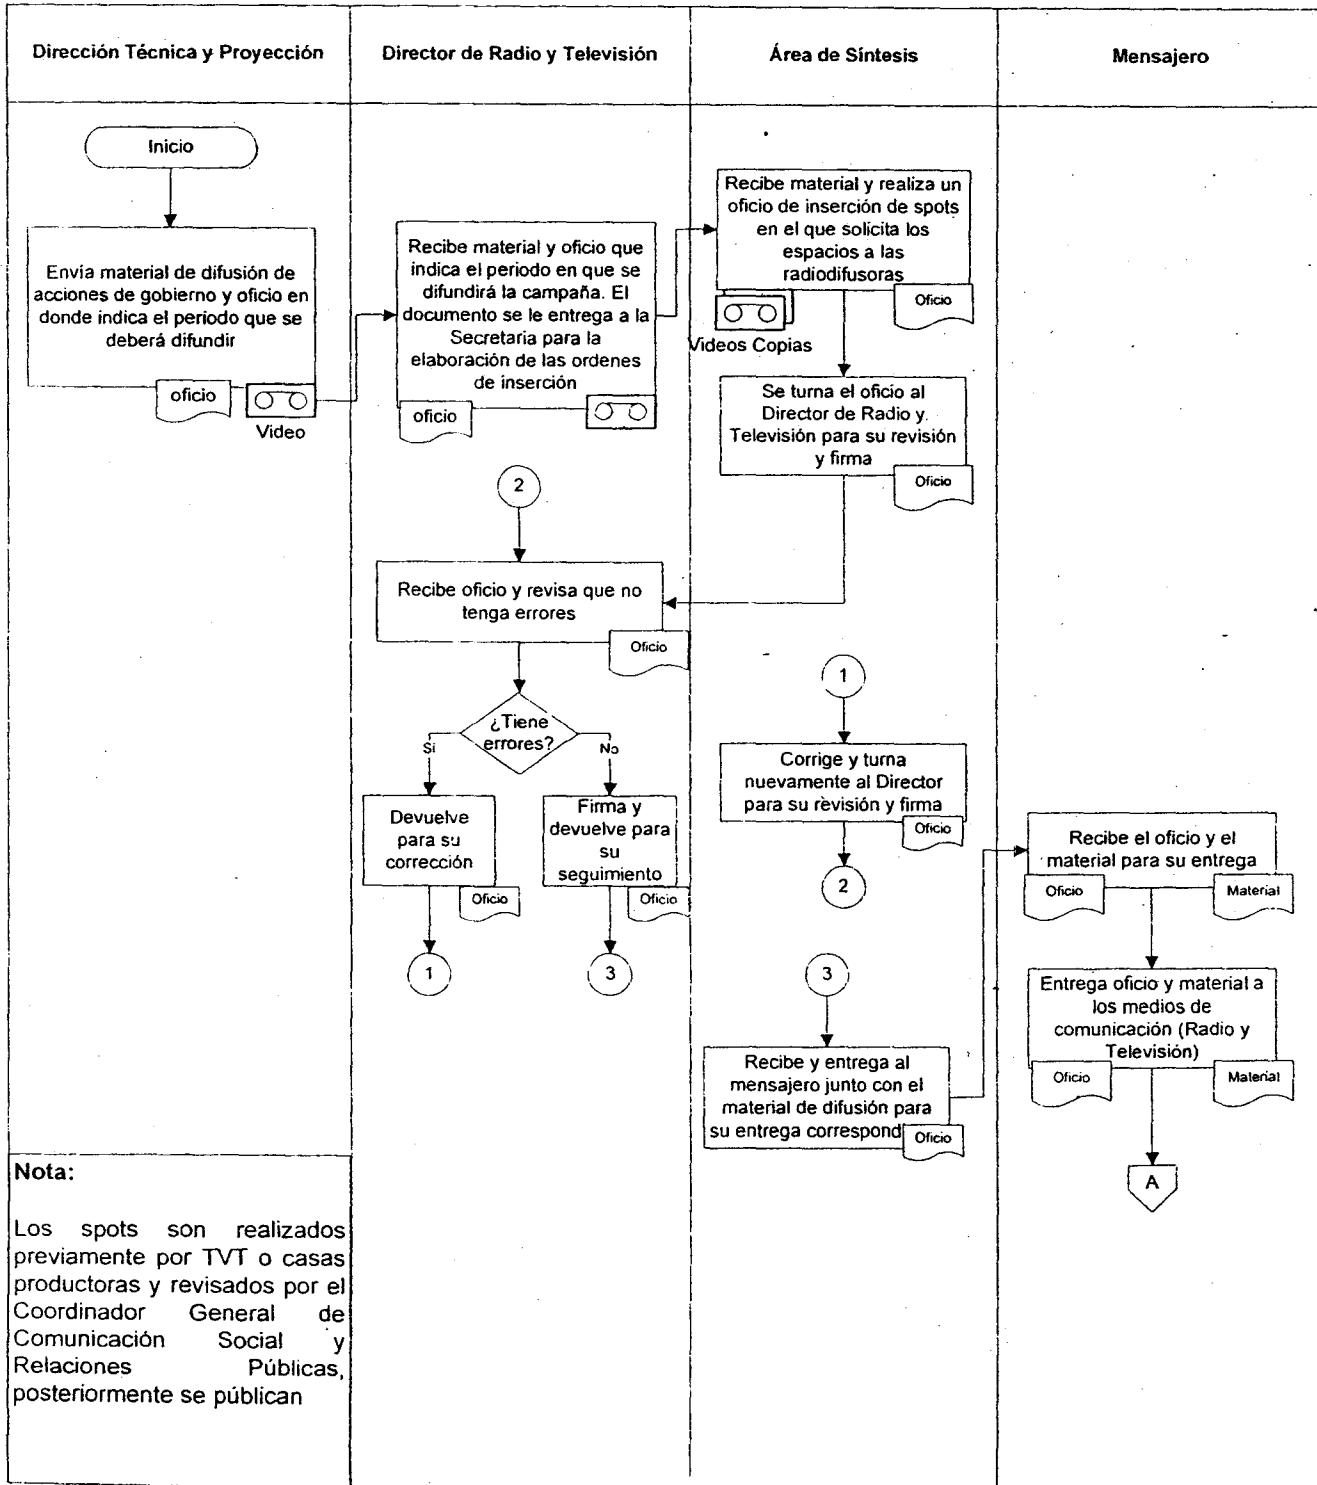 Dirección Técnica y Proyección
Director de Radio y Televisión
Área de Síntesis
Mensajero
Inicio
Envía material de difusión de
acciones de gobierno y oficio en
donde indica el periodo que se
deberá difundir
oficio
Video
Recibe material y oficio que
indica el periodo en que se
difundirá la campaña. El
documento se le entrega a la
Secretaria para la
elaboración de las ordenes
de inserción
oficio
Recibe material y realiza un
oficio de inserción de spots
en el que solicita los
espacios a las
radiodifusoras
Oficio
Videos Copias
Se turna el oficio al
Director de Radio y
Televisión para su revisión
y firma
Oficio
2
Recibe oficio y revisa que no
tenga errores
Oficio
¿Tiene
errores?
Si
No
Devuelve
para su
corrección
Oficio
1
Firma y
devuelve para
su
seguimiento
Oficio
3
1
Corrige y turna
nuevamente al Director
para su revisión y firma
Oficio
2
3
Recibe y entrega al
mensajero junto con el
material de difusión para
su entrega correspond
Oficio
Recibe el oficio y el
material para su entrega
Oficio
Material
Entrega oficio y material a
los medios de
comunicación (Radio y
Televisión)
Oficio
Material
A
Nota:
Los spots son realizados
previamente por TVT o casas
productoras y revisados por el
Coordinador General de
Comunicación Social y
Relaciones Públicas,
posteriormente se públican